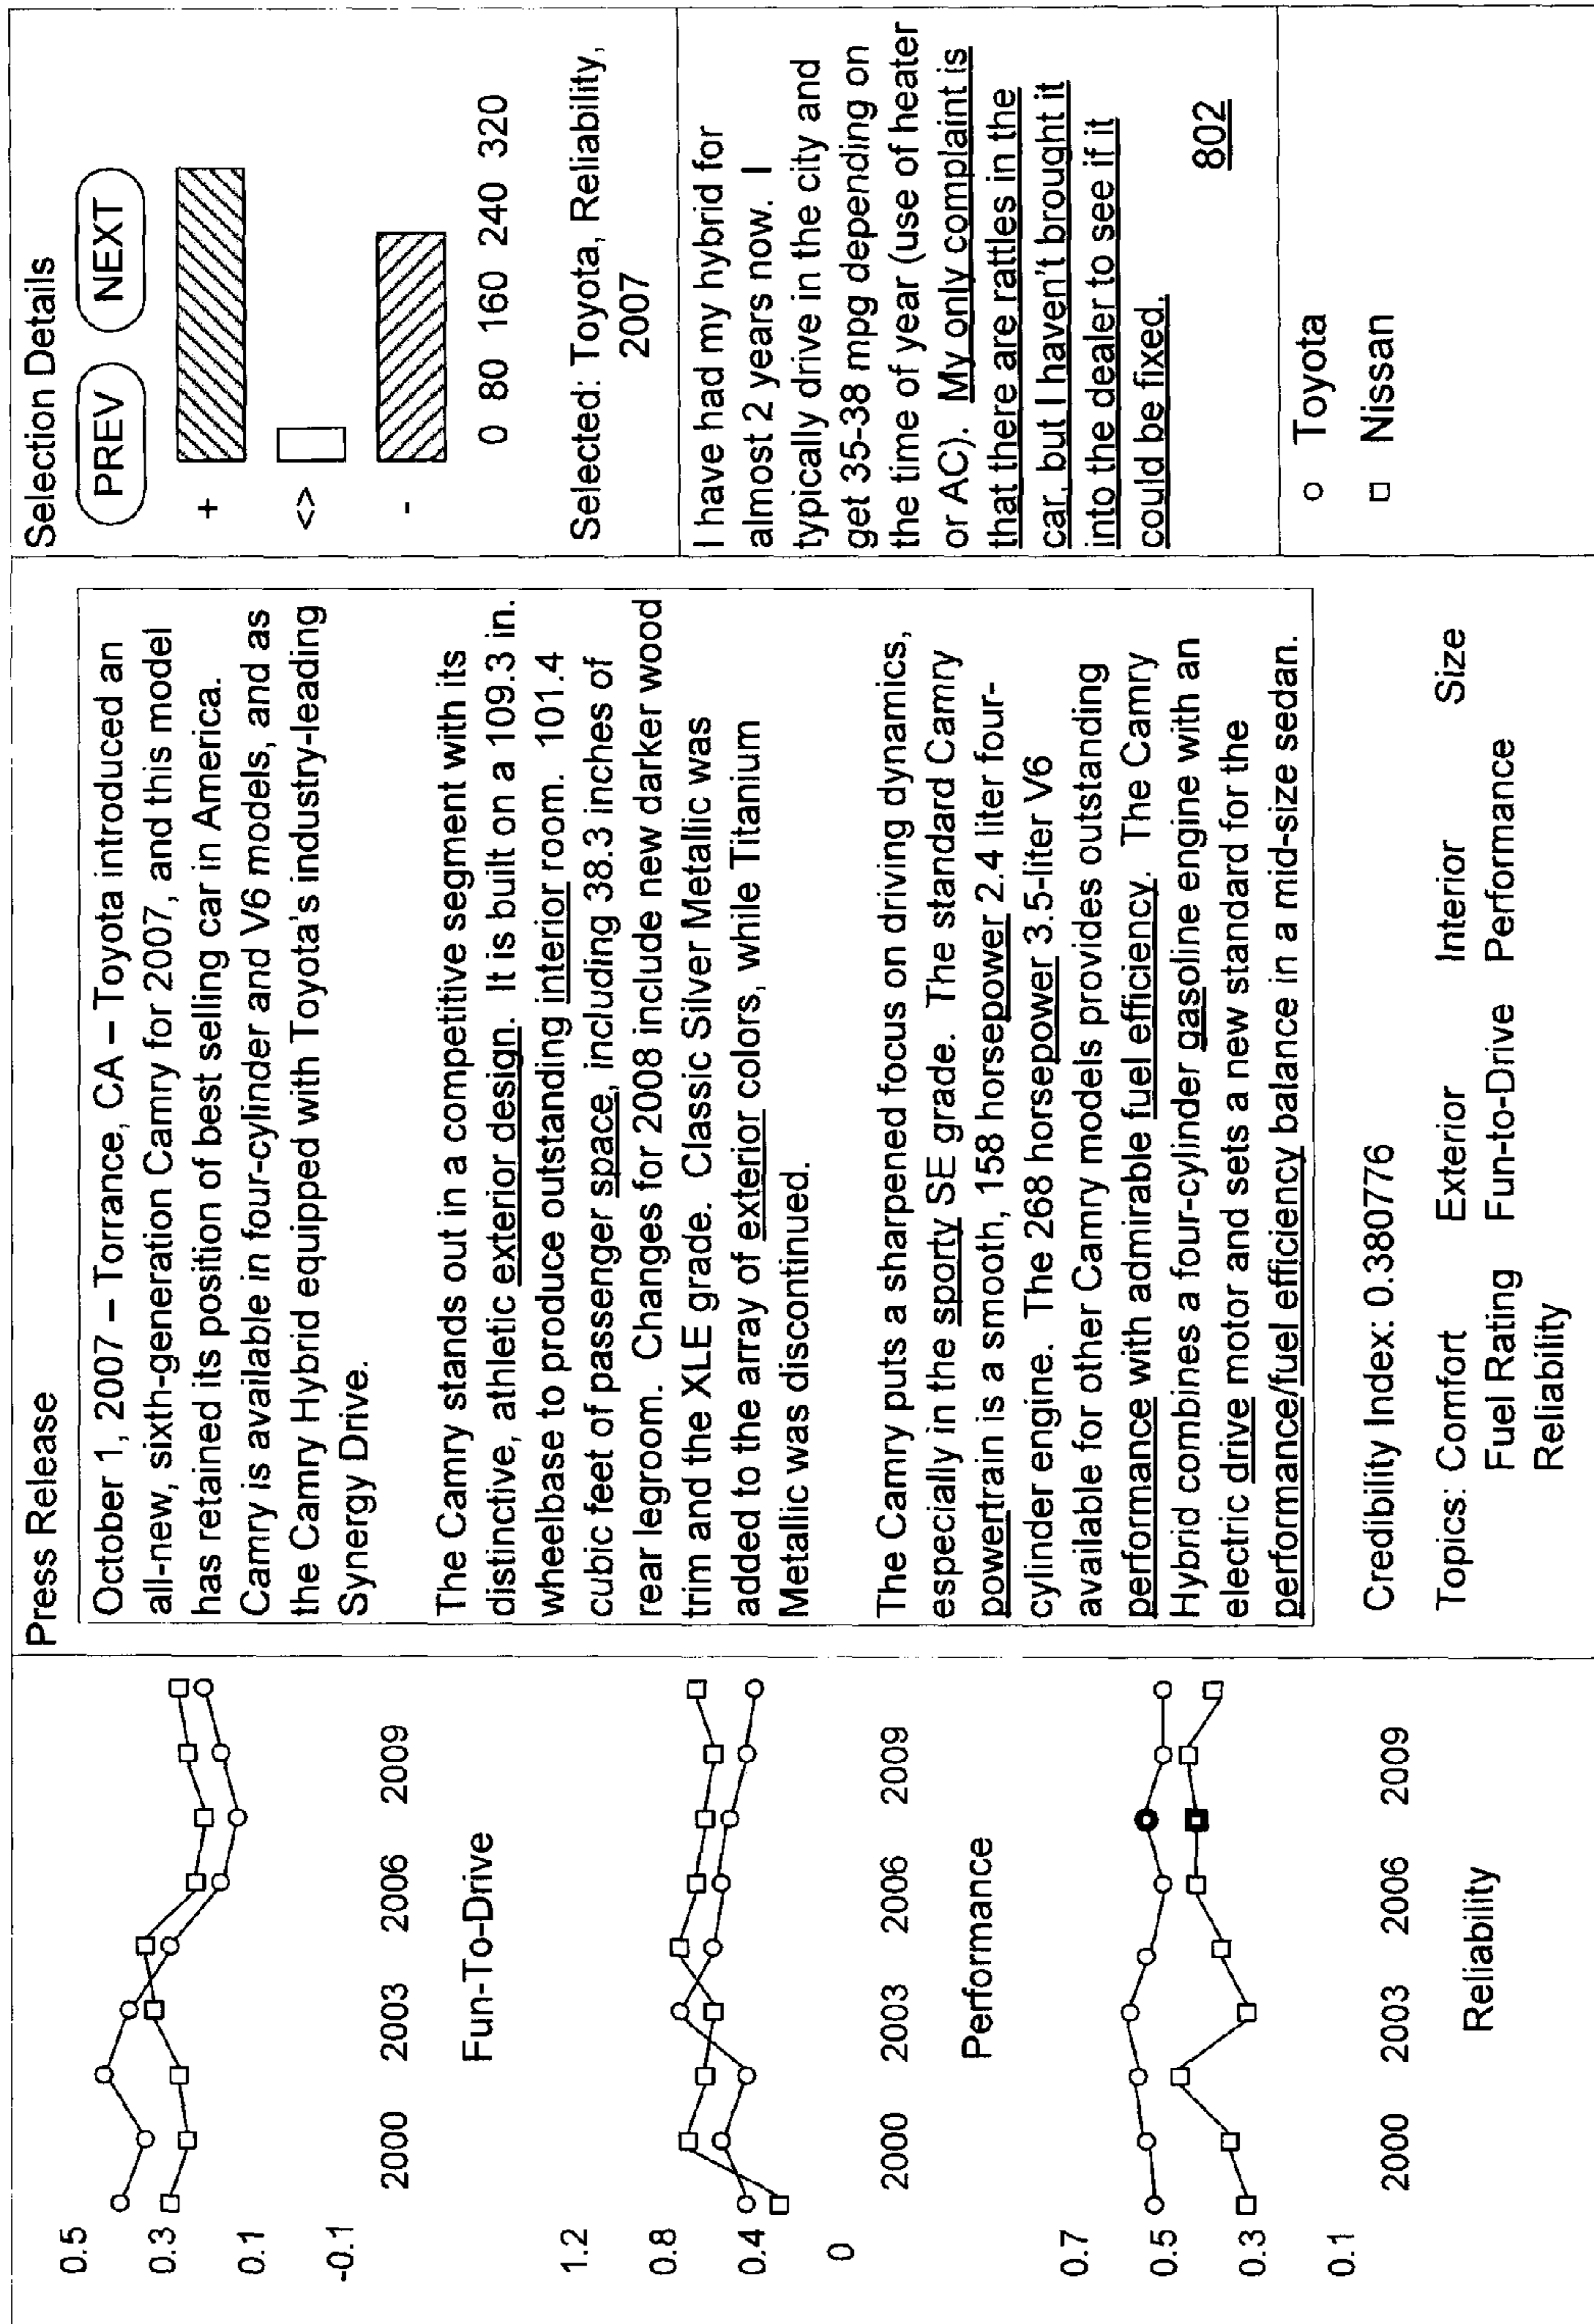 0.5
0.3
0.1
-0.1
2000 2003 2006 2009
Fun-To-Drive
1.2
0.8
0.4
0
2000 2003 2006 2009
Performance
0.7
0.5
0.3
0.1
2000 2003 2006 2009
Reliability
Press Release
October 1, 2007 – Torrance, CA – Toyota introduced an
all-new, sixth-generation Camry for 2007, and this model
has retained its position of best selling car in America.
Camry is available in four-cylinder and V6 models, and as
the Camry Hybrid equipped with Toyota's industry-leading
Synergy Drive.
The Camry stands out in a competitive segment with its
distinctive, athletic exterior design. It is built on a 109.3 in.
wheelbase to produce outstanding interior room. 101.4
cubic feet of passenger space, including 38.3 inches of
rear legroom. Changes for 2008 include new darker wood
trim and the XLE grade. Classic Silver Metallic was
added to the array of exterior colors, while Titanium
Metallic was discontinued.
The Camry puts a sharpened focus on driving dynamics,
especially in the sporty SE grade. The standard Camry
powertrain is a smooth, 158 horsepower 2.4 liter four-
cylinder engine. The 268 horsepower 3.5-liter V6
available for other Camry models provides outstanding
performance with admirable fuel efficiency. The Camry
Hybrid combines a four-cylinder gasoline engine with an
electric drive motor and sets a new standard for the
performance/fuel efficiency balance in a mid-size sedan.
Credibility Index: 0.380776
Topics: Comfort Exterior Interior Size
Fuel Rating Fun-to-Drive Performance
Reliability
Selection Details
PREV NEXT
+
<>
-
0 80 160 240 320
Selected: Toyota, Reliability,
2007
I have had my hybrid for
almost 2 years now. I
typically drive in the city and
get 35-38 mpg depending on
the time of year (use of heater
or AC). My only complaint is
that there are rattles in the
car, but I haven't brought it
into the dealer to see if it
could be fixed.
802
Toyota
Nissan